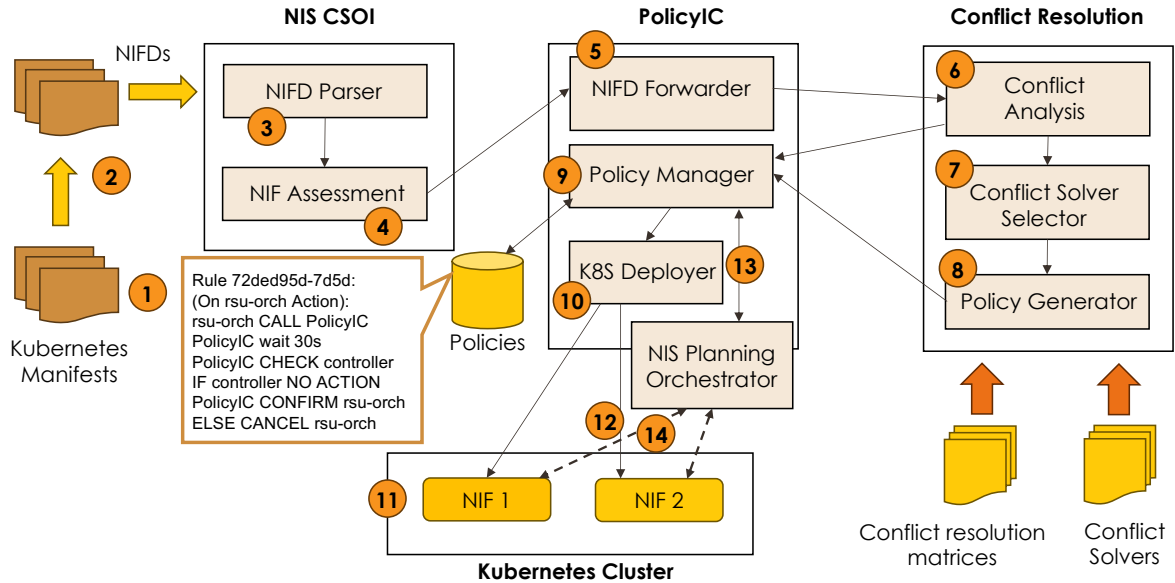 NIS CSOI
PolicyIC
Conflict Resolution
NIFDs
5
6
NIFD Parser
NIFD Forwarder
Conflict
Analysis
3
2
9
7
NIF Assessment
Policy Manager
Conflict Solver
Selector
4
1
Rule 72ded95d-7d5d:
(On rsu-orch Action):
rsu-orch CALL PolicyIC
PolicyIC wait 30s
PolicyIC CHECK controller
IF controller NO ACTION
PolicyIC CONFIRM rsu-orch
ELSE CANCEL rsu-orch
K8S Deployer
13
8
10
Policy Generator
Kubernetes
Manifests
Policies
NIS Planning
Orchestrator
12
14
11
NIF 1
NIF 2
Conflict resolution
matrices
Conflict
Solvers
Kubernetes Cluster